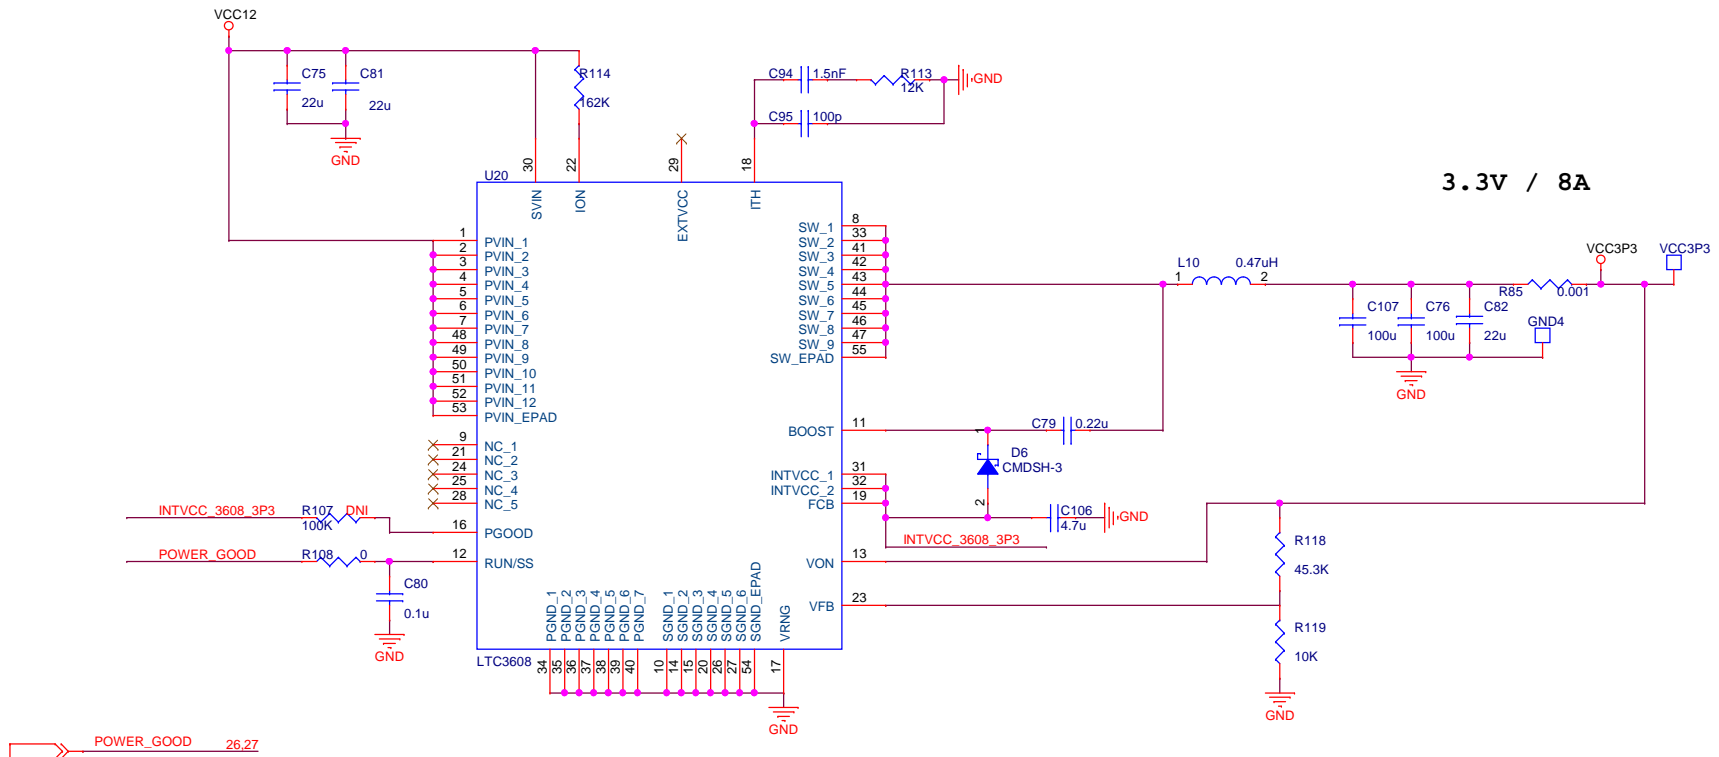 VCC12
C75
22u
C81
22u
GND
R114
162K
C94
1.5nF
R113
12K
GND
C95
100p
30
22
29
18
U20
SVIN
ION
EXTVCC
ITH
3.3V / 8A
1 PVIN_1
2 PVIN_2
3 PVIN_3
4 PVIN_4
5 PVIN_5
6 PVIN_6
7 PVIN_7
48 PVIN_8
49 PVIN_9
50 PVIN_10
51 PVIN_11
52 PVIN_12
53 PVIN_EPAD
9 NC_1
21 NC_2
24 NC_3
25 NC_4
28 NC_5
16 PGOOD
12 RUN/SS
SW_1 8
SW_2 33
SW_3 41
SW_4 42
SW_5 43
SW_6 44
SW_7 45
SW_8 46
SW_9 47
SW_EPAD 55
BOOST 11
INTVCC_1 31
INTVCC_2 32
FCB 19
VON 13
VFB 23
L10
0.47uH
1
2
C107
100u
C76
100u
C82
22u
R85
0.001
VCC3P3
VCC3P3
GND4
GND
C79
0.22u
1
D6
CMDSH-3
2
C106
4.7u
GND
INTVCC_3608_3P3
R118
45.3K
R119
10K
GND
INTVCC_3608_3P3
R107
DNI
100K
POWER_GOOD
R108
0
C80
0.1u
GND
PGND_1
PGND_2
PGND_3
PGND_4
PGND_5
PGND_6
PGND_7
SGND_1
SGND_2
SGND_3
SGND_4
SGND_5
SGND_6
SGND_EPAD
VRNG
LTC3608
34
35
36
37
38
39
40
10
14
15
20
26
27
54
17
GND
POWER_GOOD
26,27